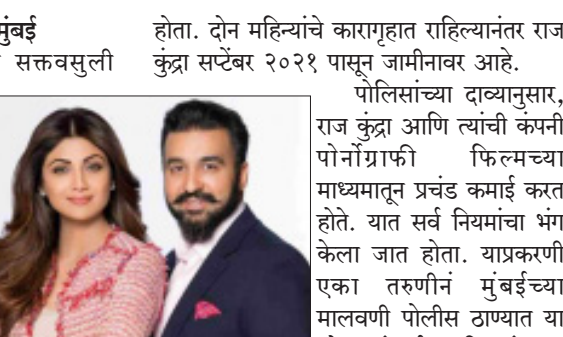 मुंबई
सक्तवसुली
होता. दोन महिन्यांचे कारागृहात राहिल्यानंतर राज
कुंद्रा सप्टेंबर २०२१ पासून जामीनावर आहे.
पोलिसांच्या दाव्यानुसार,
राज कुंद्रा आणि त्यांची कंपनी
पोर्नोग्राफी फिल्मच्या
माध्यमातून प्रचंड कमाई करत
होते. यात सर्व नियमांचा भंग
केला जात होता. याप्रकरणी
एका तरुणीनं मुंबईच्या
मालवणी पोलीस ठाण्यात या